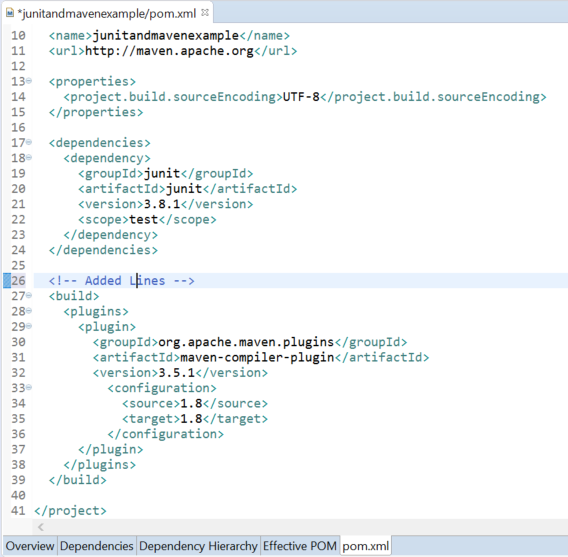 *junitandmavenexample/pom.xml
10 <name>junitandmavenexample</name>
11 <url>http://maven.apache.org</url>
12
13 <properties>
14 <project.build.sourceEncoding>UTF-8</project.build.sourceEncoding>
15 </properties>
16
17 <dependencies>
18 <dependency>
19 <groupId>junit</groupId>
20 <artifactId>junit</artifactId>
21 <version>3.8.1</version>
22 <scope>test</scope>
23 </dependency>
24 </dependencies>
25
26 <!-- Added Lines -->
27 <build>
28 <plugins>
29 <plugin>
30 <groupId>org.apache.maven.plugins</groupId>
31 <artifactId>maven-compiler-plugin</artifactId>
32 <version>3.5.1</version>
33 <configuration>
34 <source>1.8</source>
35 <target>1.8</target>
36 </configuration>
37 </plugin>
38 </plugins>
39 </build>
40
41 </project>
Overview Dependencies Dependency Hierarchy Effective POM pom.xml